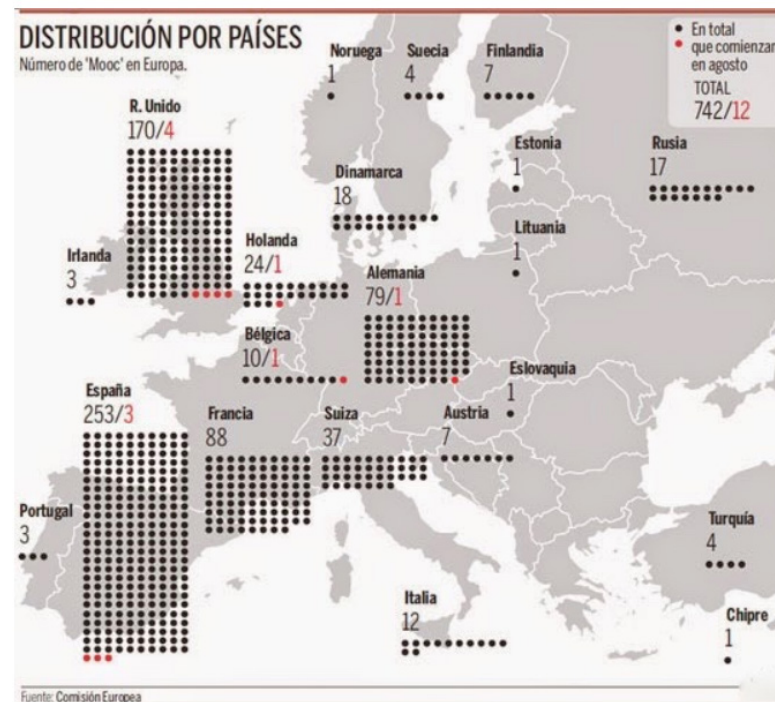 DISTRIBUCIÓN POR PAÍSES
Número de 'Mooc' en Europa.
En total
que comienzan
en agosto
TOTAL
742/12
Noruega
1
Suecia
4
Finlandia
7
R. Unido
170/4
Estonia
1
Rusia
17
Dinamarca
18
Lituania
1
Irlanda
3
Holanda
24/1
Alemania
79/1
Bélgica
10/1
Eslovaquia
1
España
253/3
Francia
88
Suiza
37
Austria
7
Portugal
3
Turquía
4
Italia
12
Chipre
1
Fuente: Comisión Europea